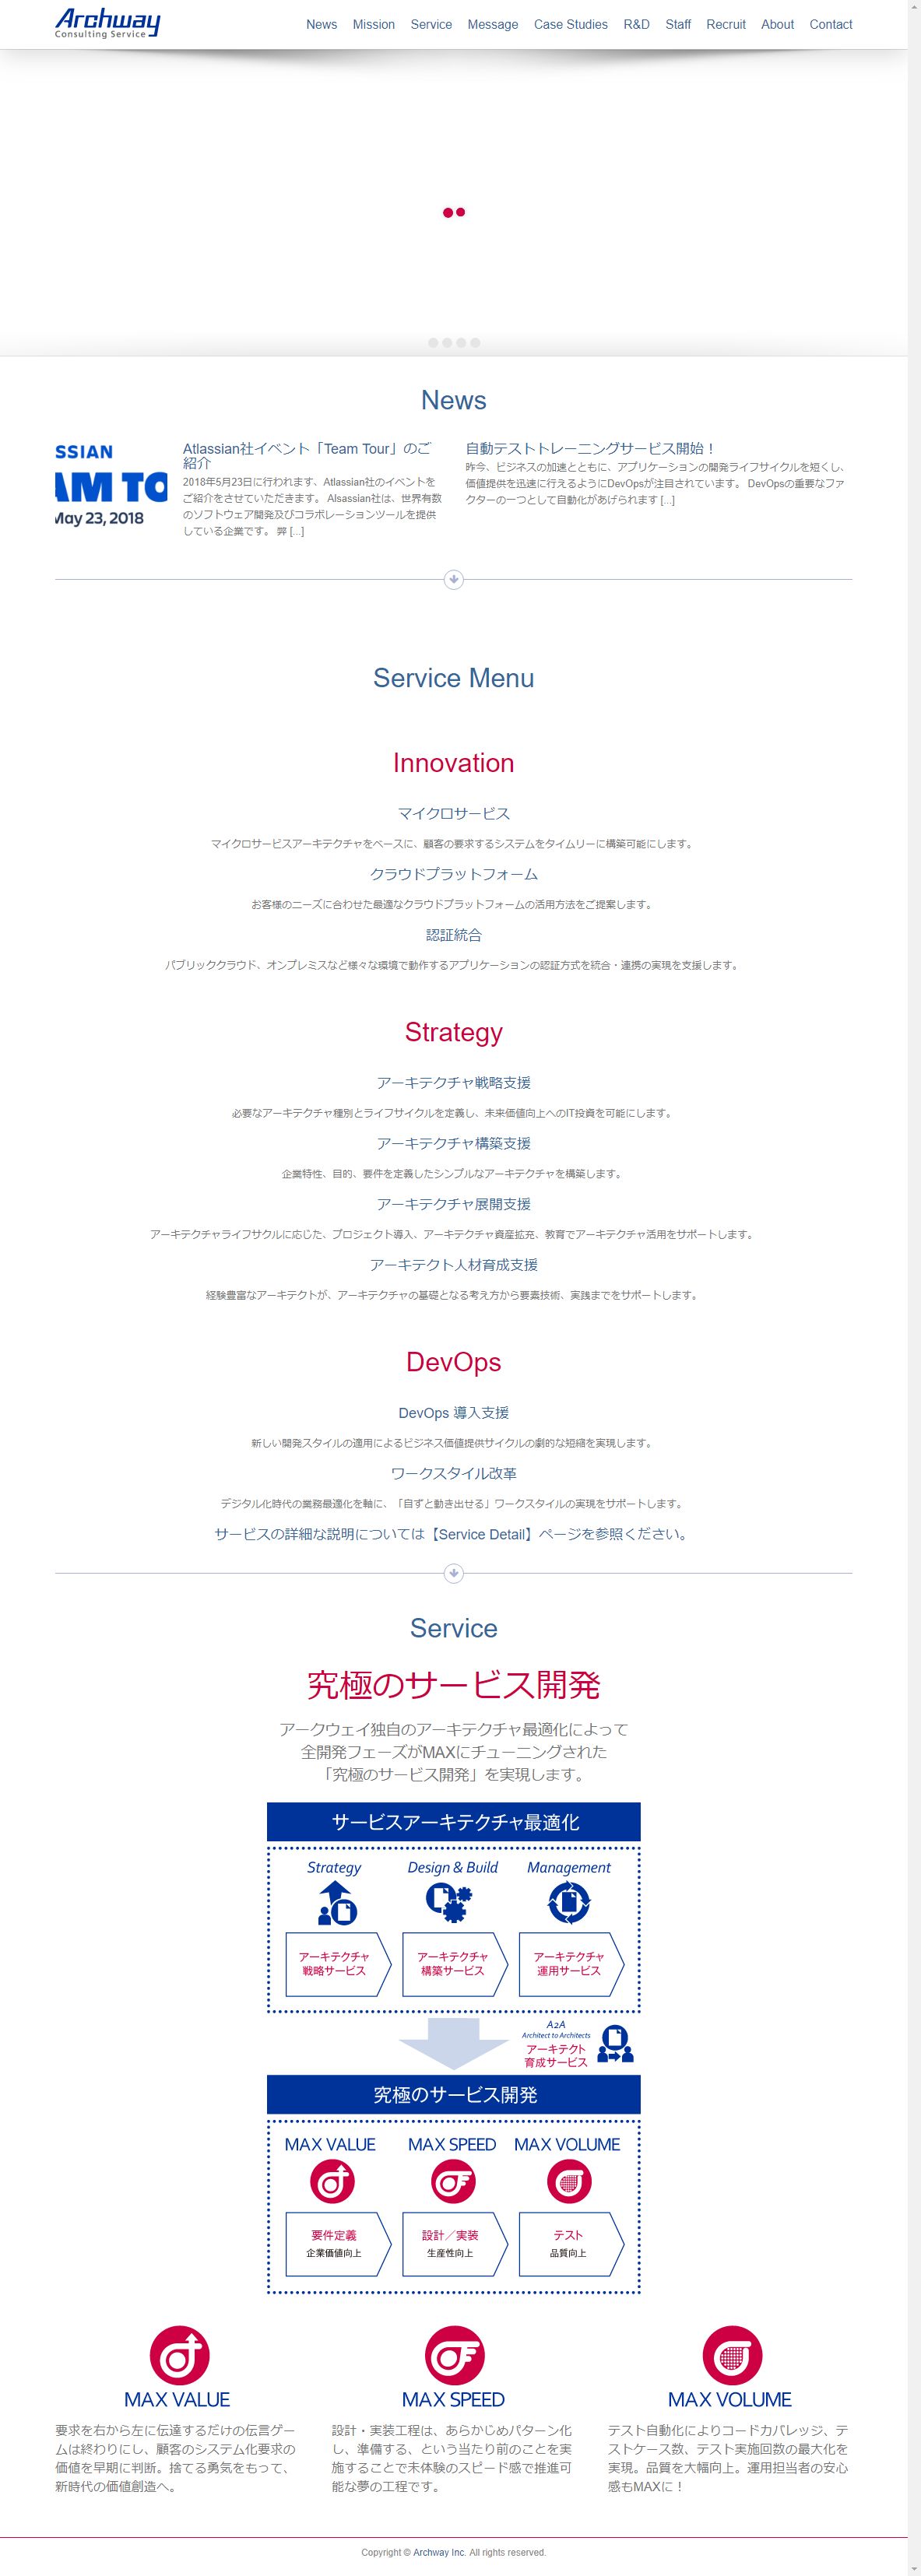 Archway
Consulting Service
News Mission Service Message Case Studies R&D Staff Recruit About Contact
News
SSIAN
AM TO
May 23, 2018
Atlassian社イベント「Team Tour」のご
紹介
2018年5月23日に行われます、Atlassian社のイベントを
ご紹介をさせていただきます。 Alsassian社は、世界有数
のソフトウェア開発及びコラボレーションツールを提供
している企業です。 弊 [...]
自動テストトレーニングサービス開始！
昨今、ビジネスの加速とともに、アプリケーションの開発ライフサイクルを短くし、
価値提供を迅速に行えるようにDevOpsが注目されています。 DevOpsの重要なファ
クターの一つとして自動化があげられます [...]
Service Menu
Innovation
マイクロサービス
マイクロサービスアーキテクチャをベースに、顧客の要求するシステムをタイムリーに構築可能にします。
クラウドプラットフォーム
お客様のニーズに合わせた最適なクラウドプラットフォームの活用方法をご提案します。
認証統合
パブリッククラウド、オンプレミスなど様々な環境で動作するアプリケーションの認証方式を統合・連携の実現を支援します。
Strategy
アーキテクチャ戦略支援
必要なアーキテクチャ種別とライフサイクルを定義し、未来価値向上へのIT投資を可能にします。
アーキテクチャ構築支援
企業特性、目的、要件を定義したシンプルなアーキテクチャを構築します。
アーキテクチャ展開支援
アーキテクチャライフサクルに応じた、プロジェクト導入、アーキテクチャ資産拡充、教育でアーキテクチャ活用をサポートします。
アーキテクト人材育成支援
経験豊富なアーキテクトが、アーキテクチャの基礎となる考え方から要素技術、実践までをサポートします。
DevOps
DevOps 導入支援
新しい開発スタイルの適用によるビジネス価値提供サイクルの劇的な短縮を実現します。
ワークスタイル改革
デジタル化時代の業務最適化を軸に、「自ずと動き出せる」ワークスタイルの実現をサポートします。
サービスの詳細な説明については【Service Detail】ページを参照ください。
Service
究極のサービス開発
アークウェイ独自のアーキテクチャ最適化によって
全開発フェーズがMAXにチューニングされた
「究極のサービス開発」を実現します。
サービスアーキテクチャ最適化
Strategy Design & Build Management
アーキテクチャ
戦略サービス
アーキテクチャ
構築サービス
アーキテクチャ
運用サービス
A2A
Architect to Architects
アーキテクト
育成サービス
究極のサービス開発
MAX VALUE MAX SPEED MAX VOLUME
要件定義
企業価値向上
設計／実装
生産性向上
テスト
品質向上
MAX VALUE
要求を右から左に伝達するだけの伝言ゲー
ムは終わりにし、顧客のシステム化要求の
価値を早期に判断。捨てる勇気をもって、
新時代の価値創造へ。
MAX SPEED
設計・実装工程は、あらかじめパターン化
し、準備する、という当たり前のことを実
施することで未体験のスピード感で推進可
能な夢の工程です。
MAX VOLUME
テスト自動化によりコードカバレッジ、テ
ストケース数、テスト実施回数の最大化を
実現。品質を大幅向上。運用担当者の安心
感もMAXに！
Copyright © Archway Inc. All rights reserved.